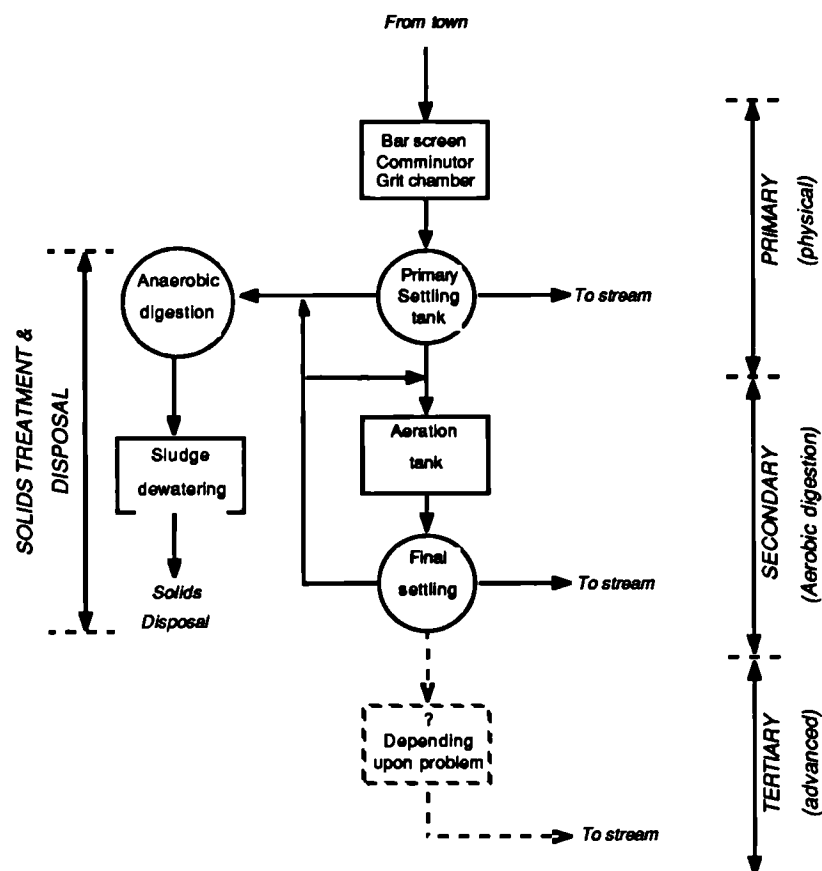 From town
Bar screen
Comminutor
Grit chamber
Primary
Settling
tank
To stream
Anaerobic
digestion
Sludge
dewatering
Solids
Disposal
Aeration
tank
Final
settling
To stream
?
Depending
upon problem
To stream
SOLIDS TREATMENT &
DISPOSAL
PRIMARY
(physical)
SECONDARY
(Aerobic digestion)
TERTIARY
(advanced)